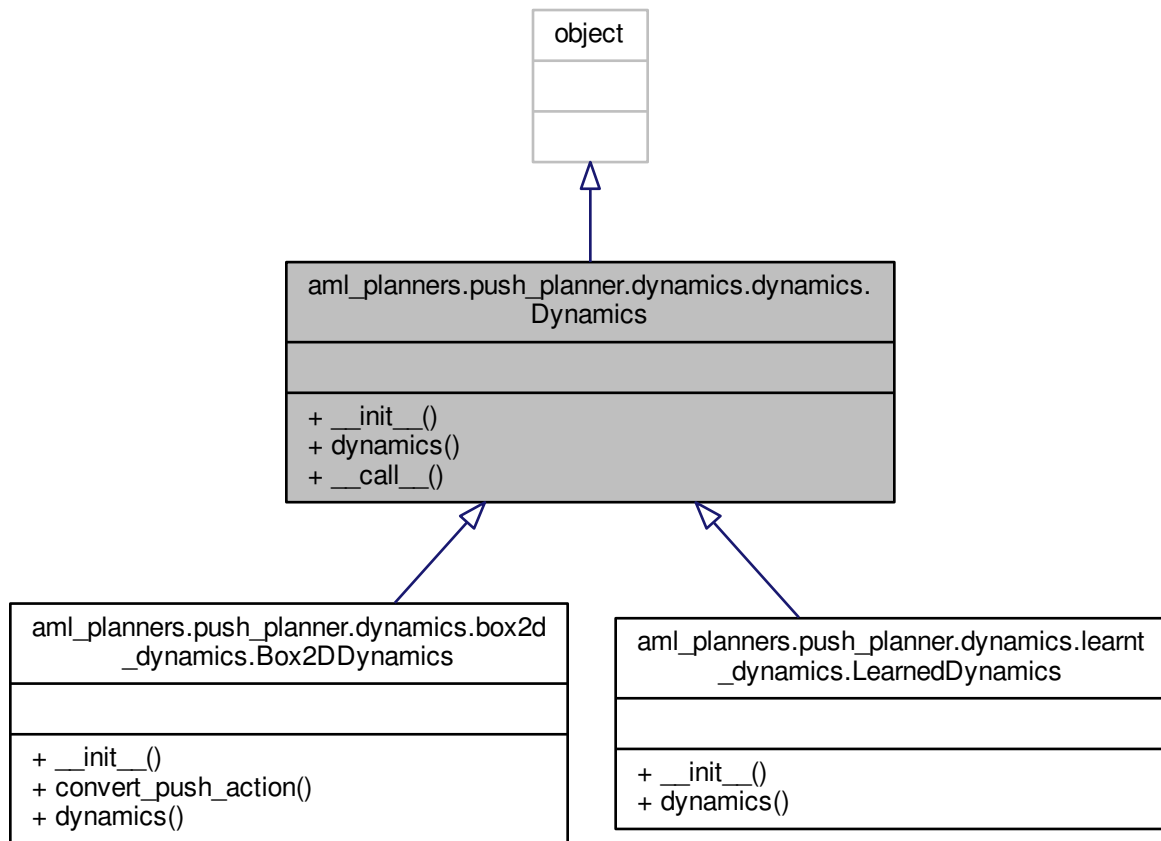 object
aml_planners.push_planner.dynamics.dynamics.
Dynamics
+ __init__()
+ dynamics()
+ __call__()
aml_planners.push_planner.dynamics.box2d
_dynamics.Box2DDynamics
+ __init__()
+ convert_push_action()
+ dynamics()
aml_planners.push_planner.dynamics.learnt
_dynamics.LearnedDynamics
+ __init__()
+ dynamics()